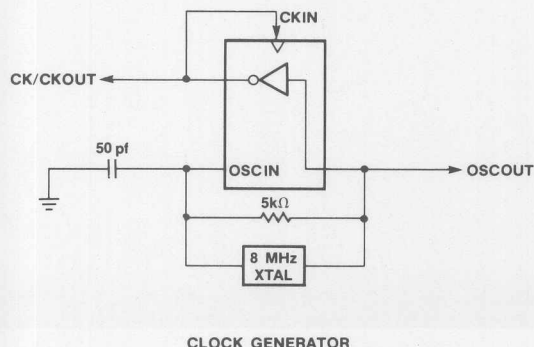 CKIN
CK/CKOUT
50 pf
OSCIN
OSCOUT
5kΩ
8 MHz
XTAL
CLOCK GENERATOR